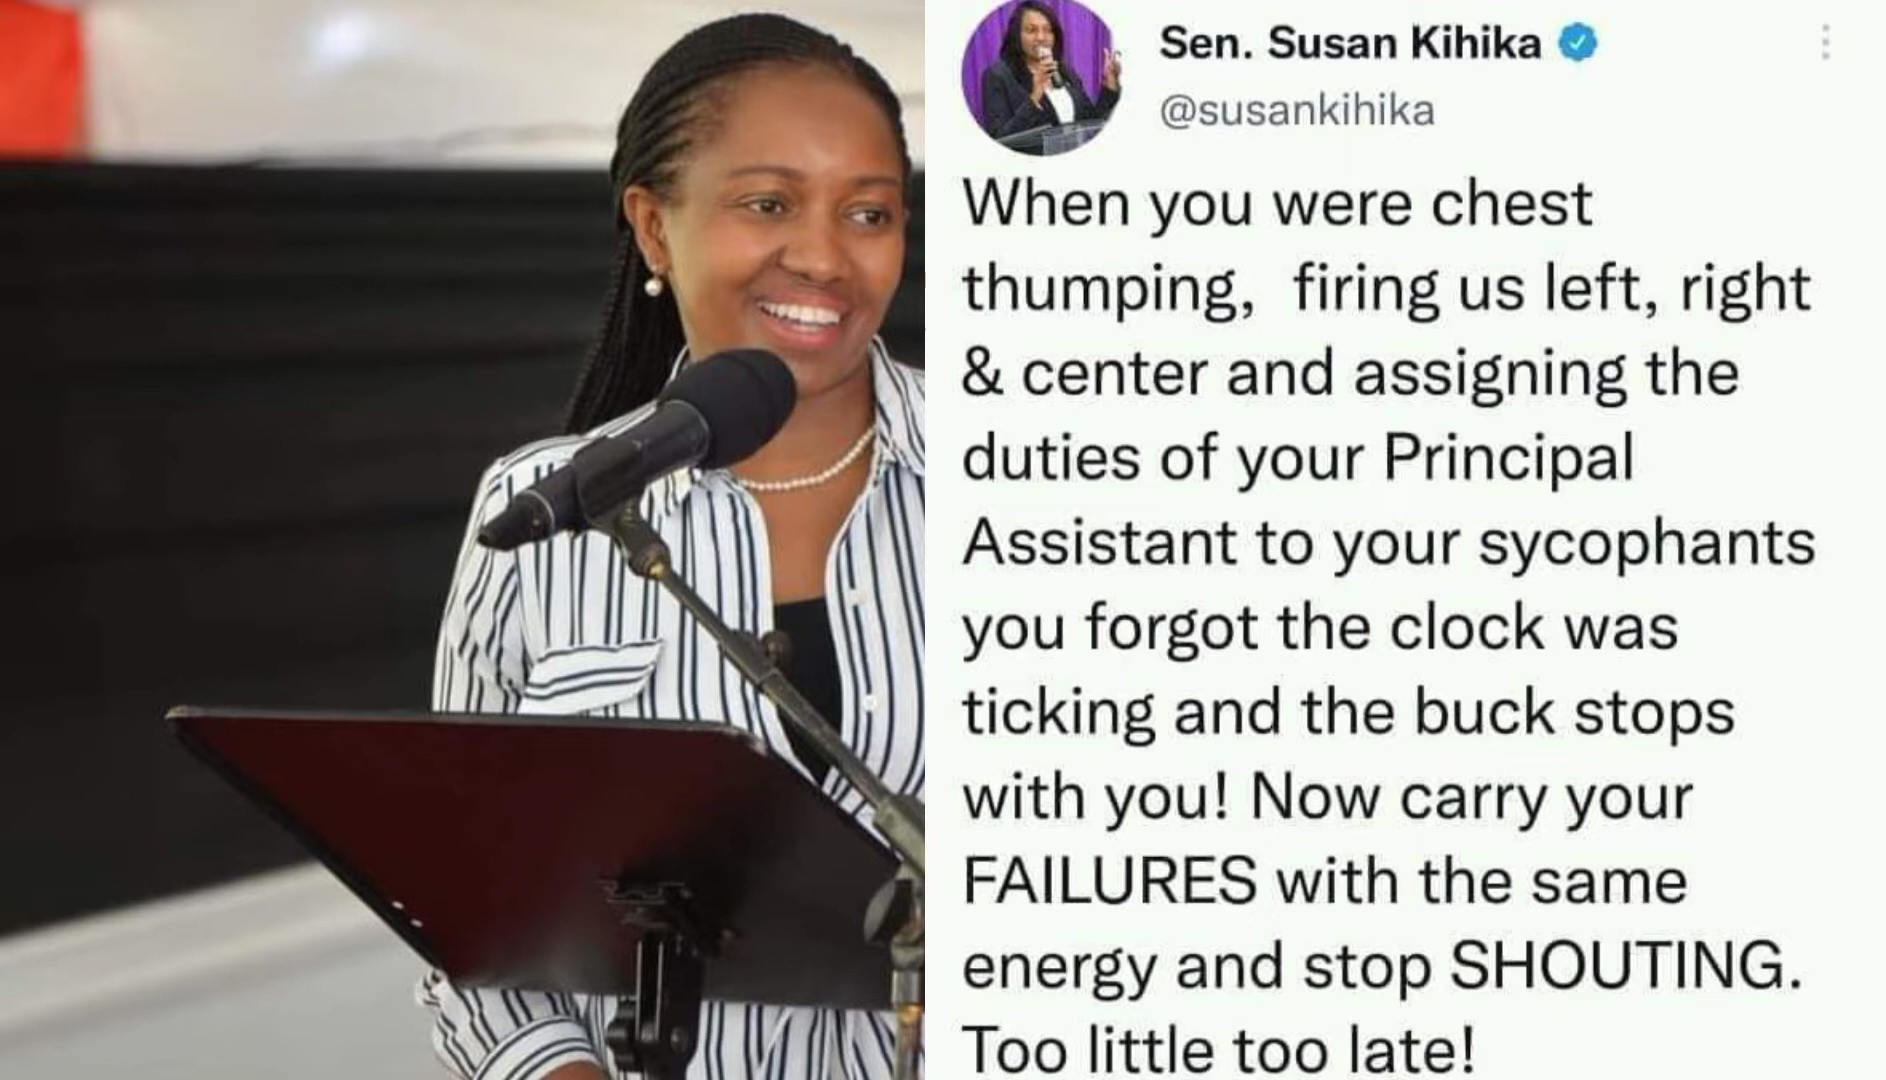 Sen. Susan Kihika
@susankihika
When you were chest
thumping,  firing us left, right
& center and assigning the
duties of your Principal
Assistant to your sycophants
you forgot the clock was
ticking and the buck stops
with you! Now carry your
FAILURES with the same
energy and stop SHOUTING.
Too little too late!